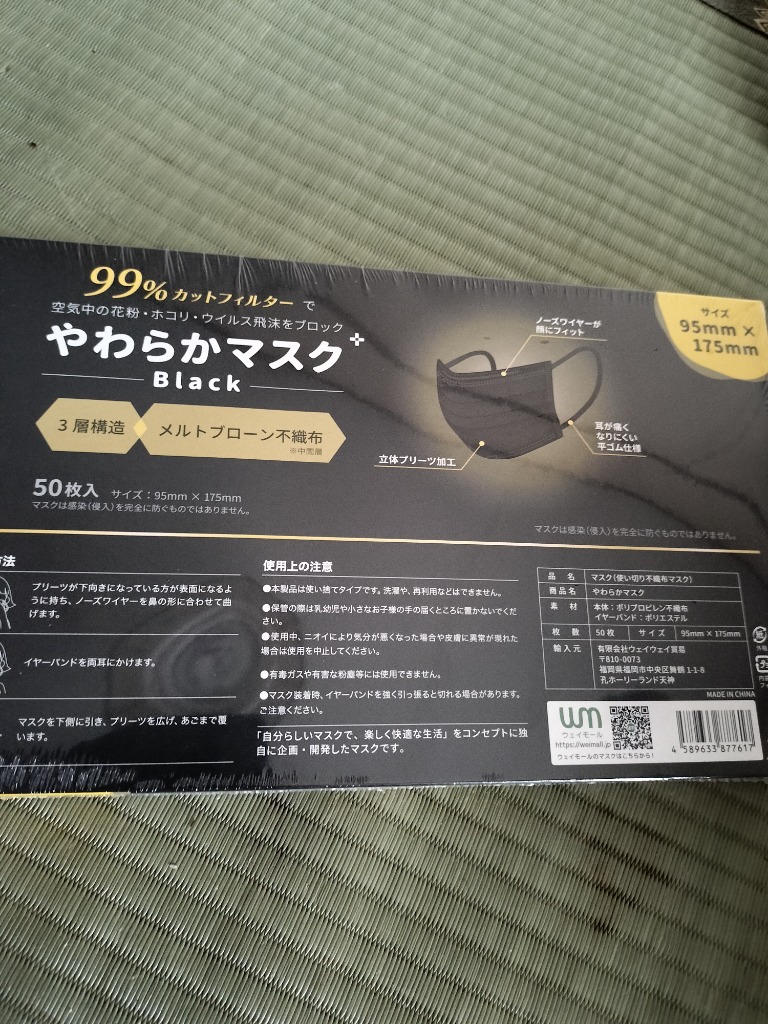 99%カットフィルターで
空気中の花粉・ホコリ・ウイルス飛沫をブロック
やわらかマスク
Black
3層構造
メルトブローン不織布
※中間層
50枚入 サイズ：95mm × 175mm
マスクは感染（侵入）を完全に防ぐものではありません。
ノーズワイヤーが
顔にフィット
耳が痛く
なりにくい
平ゴム仕様
立体プリーツ加工
サイズ
95mm ×
175mm
マスクは感染（侵入）を完全に防ぐものではありません。
方法
プリーツが下向きになっている方が表面になるよ
うに持ち、ノーズワイヤーを鼻の形に合わせて曲
げます。
イヤーバンドを両耳にかけます。
マスクを下側に引き、プリーツを広げ、あごまで覆
います。
使用上の注意
●本製品は使い捨てタイプです。洗濯や、再利用などはできません。
●保管の際は乳幼児や小さなお子様の手の届くところに置かないでくだ
さい。
●使用中、ニオイにより気分が悪くなった場合や皮膚に異常が現れた
場合は使用を中止してください。
●有毒ガスや有害な粉塵等には使用できません。
●マスク装着時、イヤーバンドを強く引っ張ると切れる場合があります。
ご注意ください。
「自分らしいマスクで、楽しく快適な生活」をコンセプトに独
自に企画・開発したマスクです。
品 名 マスク（使い切り不織布マスク）
商品名 やわらかマスク
素 材 本体：ポリプロピレン不織布
イヤーバンド：ポリエステル
枚 数 50枚 サイズ 95mm × 175mm
輸入元 有限会社ウェイウェイ貿易
〒810-0073
福岡県福岡市中央区舞鶴 1-1-8
孔ホーリーランド天神
MADE IN CHINA
wm
ウェイモール
https://weimall.jp
ウェイモールのマスクはこちらから！
4 589633 877617